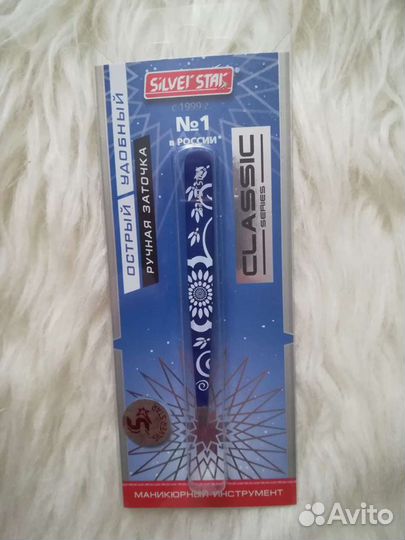 SILVER STAR®
с 1999 г.
№1
в РОССИИ*
ОСТРЫЙ УДОБНЫЙ
РУЧНАЯ ЗАТОЧКА
CLASSIC
SERIES
МАНИКЮРНЫЙ ИНСТРУМЕНТ
Avito